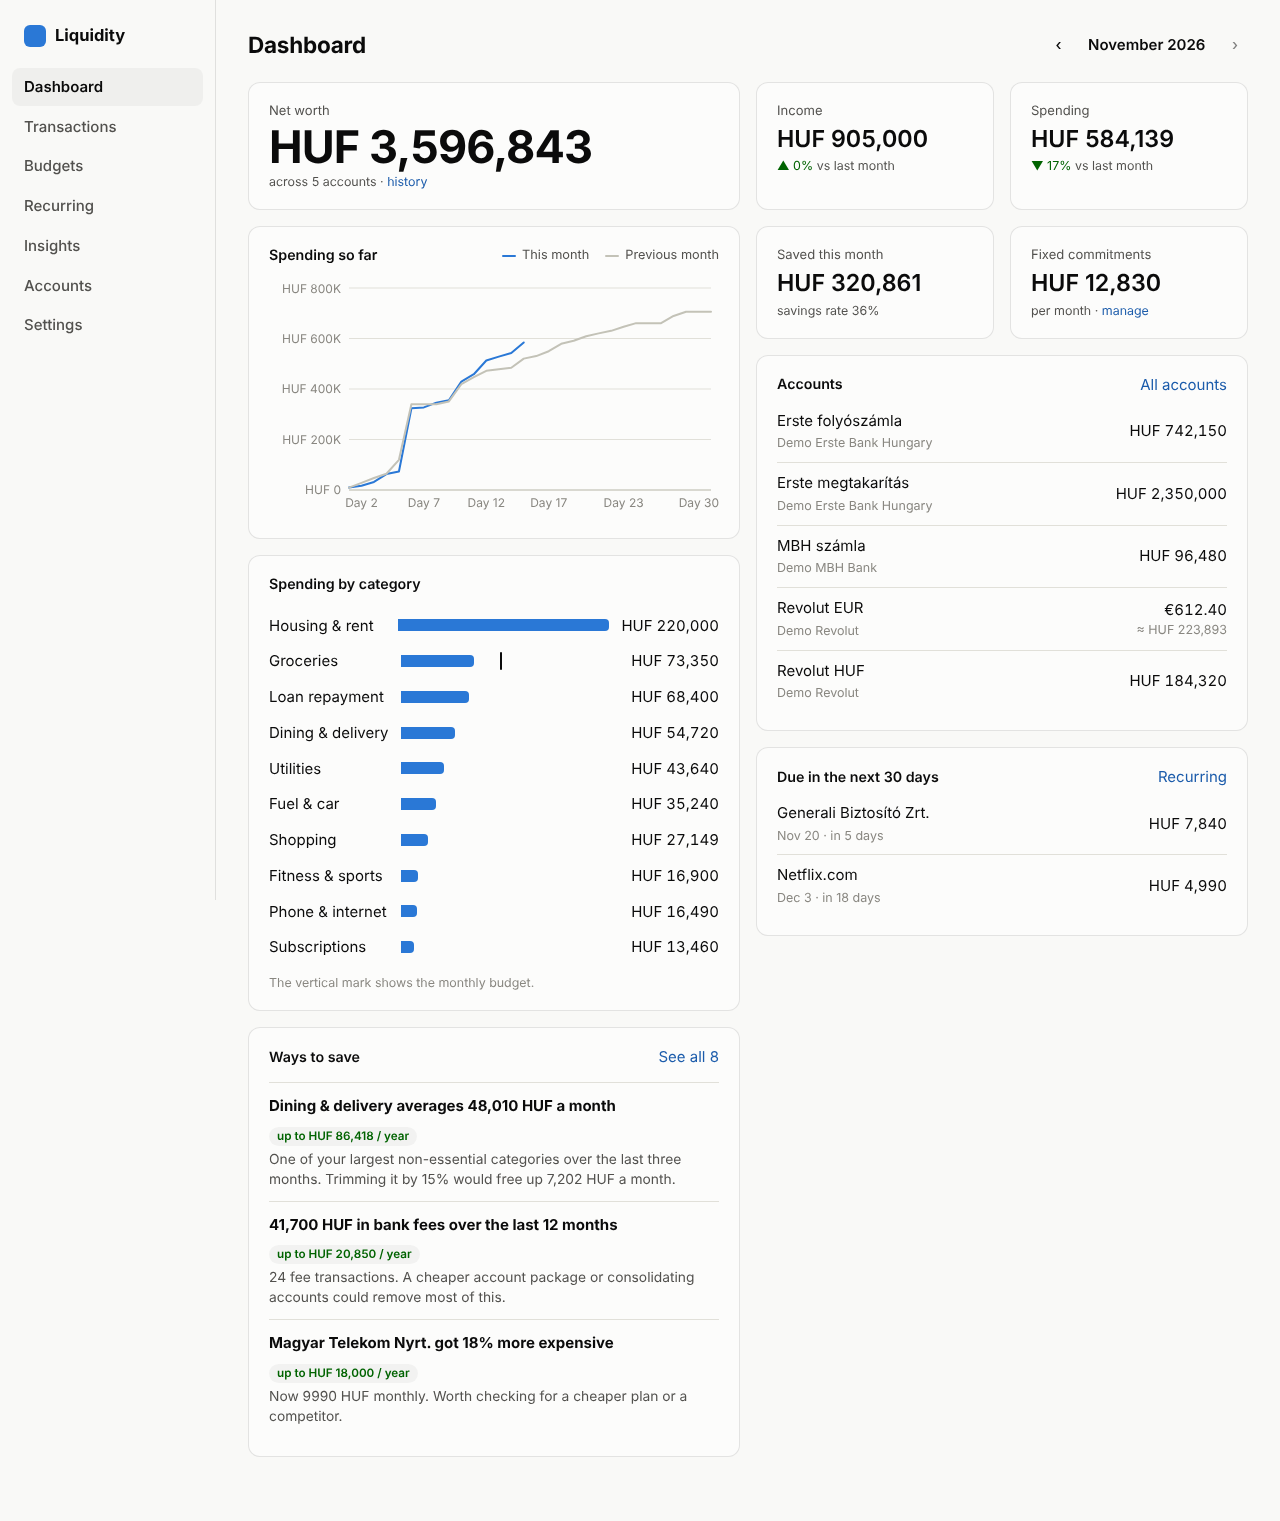 Liquidity
Dashboard
Transactions
Budgets
Recurring
Insights
Accounts
Settings
Dashboard
‹ November 2026 ›
Net worth
HUF 3,596,843
across 5 accounts · history
Income
HUF 905,000
▲ 0% vs last month
Spending
HUF 584,139
▼ 17% vs last month
Spending so far
This month
Previous month
HUF 800K
HUF 600K
HUF 400K
HUF 200K
HUF 0
Day 2 Day 7 Day 12 Day 17 Day 23 Day 30
Saved this month
HUF 320,861
savings rate 36%
Fixed commitments
HUF 12,830
per month · manage
Spending by category
Housing & rent HUF 220,000
Groceries HUF 73,350
Loan repayment HUF 68,400
Dining & delivery HUF 54,720
Utilities HUF 43,640
Fuel & car HUF 35,240
Shopping HUF 27,149
Fitness & sports HUF 16,900
Phone & internet HUF 16,490
Subscriptions HUF 13,460
The vertical mark shows the monthly budget.
Accounts All accounts
Erste folyószámla
Demo Erste Bank Hungary
HUF 742,150
Erste megtakarítás
Demo Erste Bank Hungary
HUF 2,350,000
MBH számla
Demo MBH Bank
HUF 96,480
Revolut EUR
Demo Revolut
€612.40
≈ HUF 223,893
Revolut HUF
Demo Revolut
HUF 184,320
Due in the next 30 days Recurring
Generali Biztosító Zrt.
Nov 20 · in 5 days
HUF 7,840
Netflix.com
Dec 3 · in 18 days
HUF 4,990
Ways to save See all 8
Dining & delivery averages 48,010 HUF a month
up to HUF 86,418 / year
One of your largest non-essential categories over the last three
months. Trimming it by 15% would free up 7,202 HUF a month.
41,700 HUF in bank fees over the last 12 months
up to HUF 20,850 / year
24 fee transactions. A cheaper account package or consolidating
accounts could remove most of this.
Magyar Telekom Nyrt. got 18% more expensive
up to HUF 18,000 / year
Now 9990 HUF monthly. Worth checking for a cheaper plan or a
competitor.